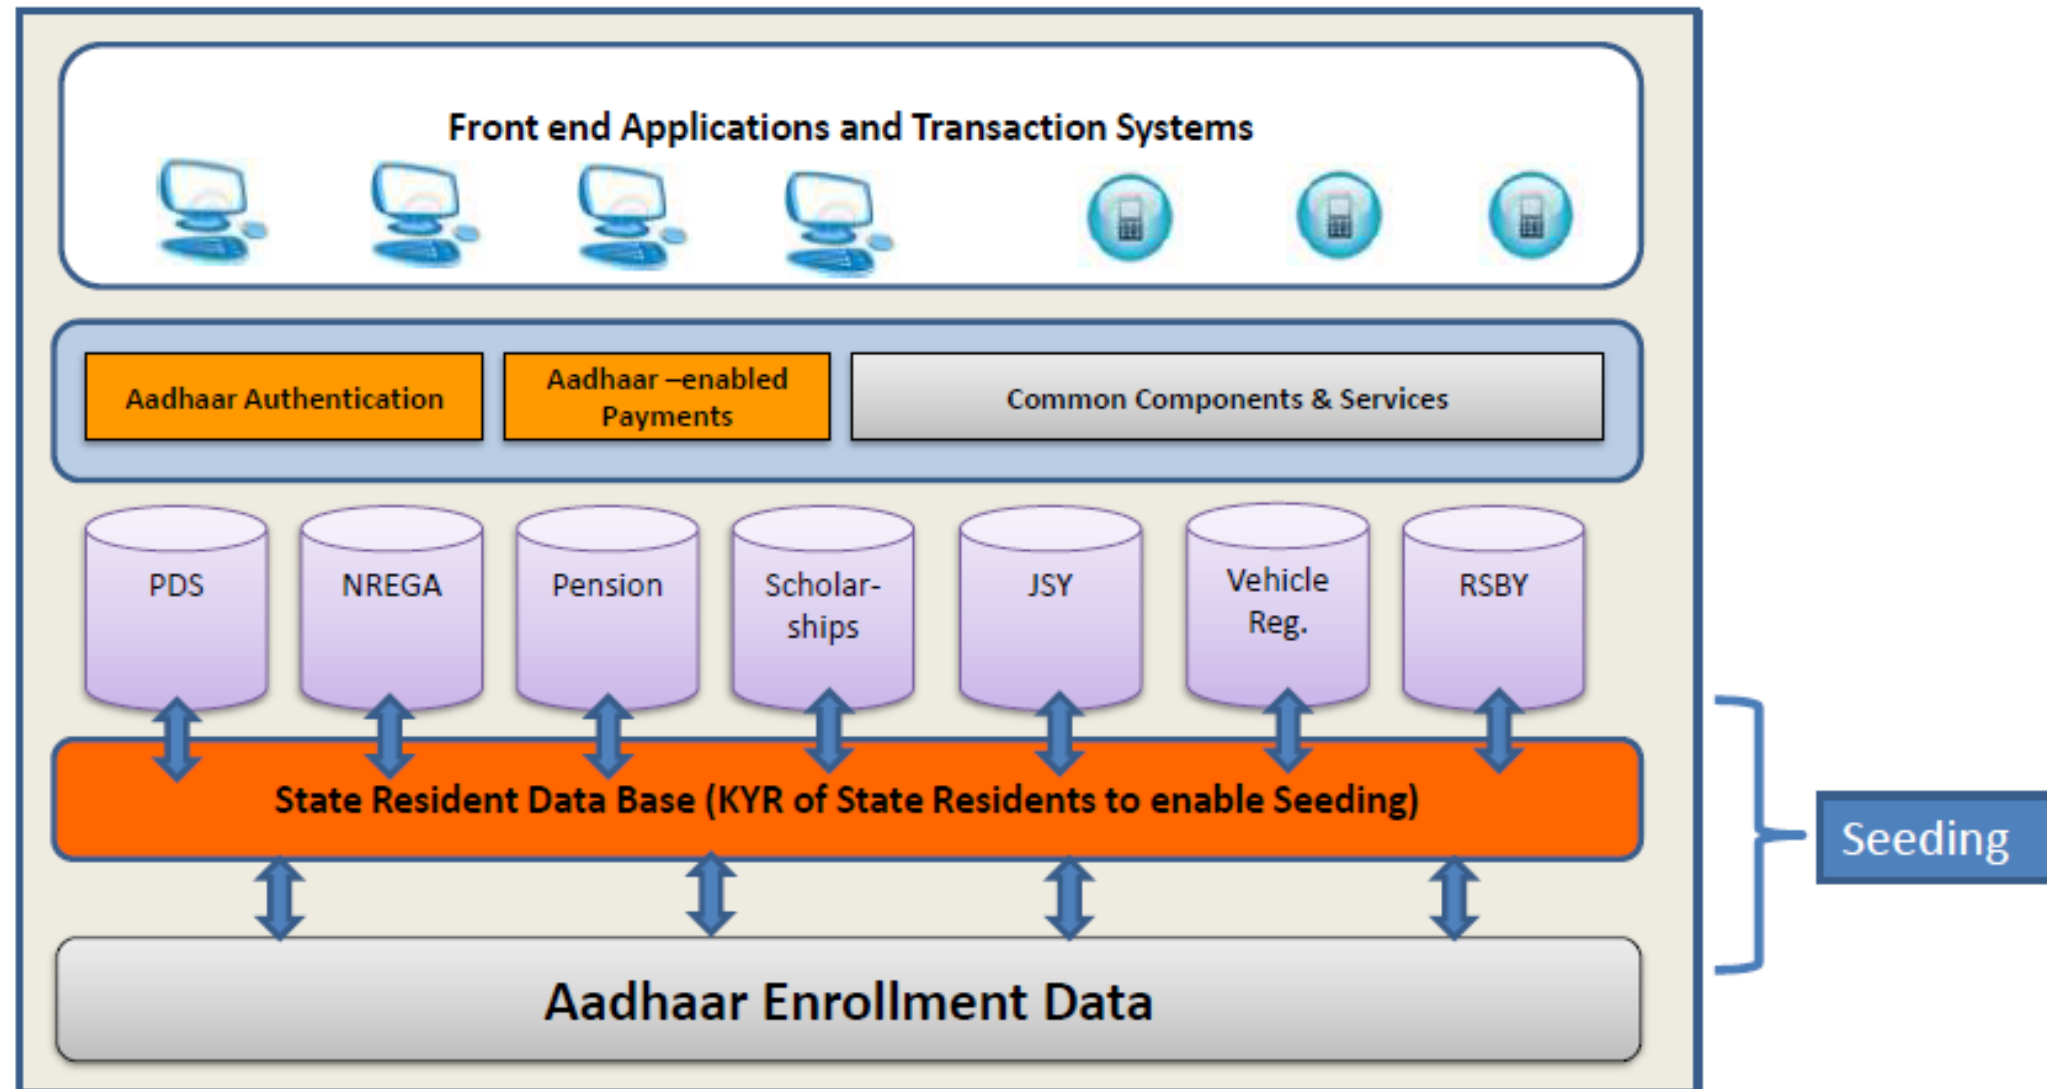 Front end Applications and Transaction Systems
Aadhaar Authentication
Aadhaar –enabled
Payments
Common Components & Services
PDS
NREGA
Pension
Scholar-
ships
JSY
Vehicle
Reg.
RSBY
State Resident Data Base (KYR of State Residents to enable Seeding)
Seeding
Aadhaar Enrollment Data